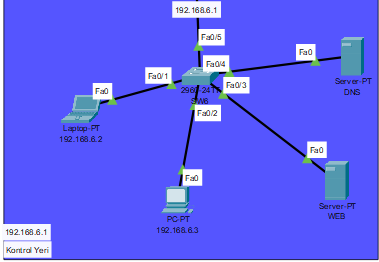 192.168.6.1
Fa0/5
Fa0/4
Fa0
Server-PT
DNS
Fa0/1
Fa0
2960-24TT
SW6
Fa0/3
Fa0/2
Laptop-PT
192.168.6.2
Fa0
Fa0
Server-PT
WEB
PC-PT
192.168.6.3
192.168.6.1
Kontrol Yeri